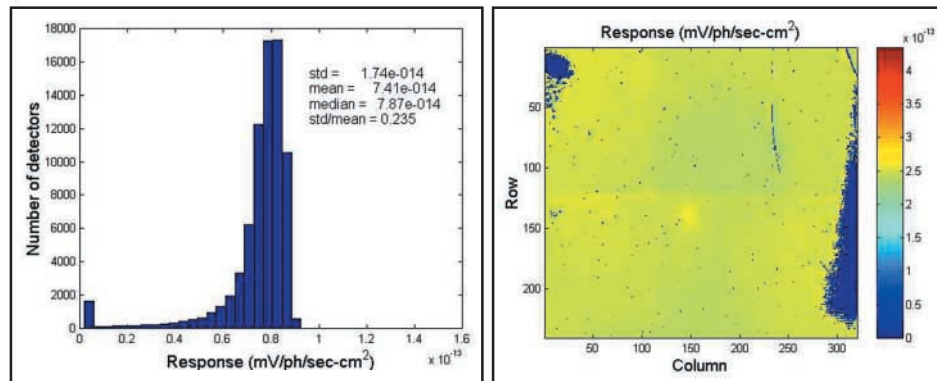 18000
16000
14000
12000
10000
8000
6000
4000
2000
0
Number of detectors
std = 1.74e-014
mean = 7.41e-014
median = 7.87e-014
std/mean = 0.235
0 0.2 0.4 0.6 0.8 1.0 1.2 1.4 1.6
Response (mV/ph/sec-cm²)
x 10⁻¹³
Response (mV/ph/sec-cm²)
x 10⁻¹³
Row
50
100
150
200
50 100 150 200 250 300
Column
4
3.5
3
2.5
2
1.5
1
0.5
0